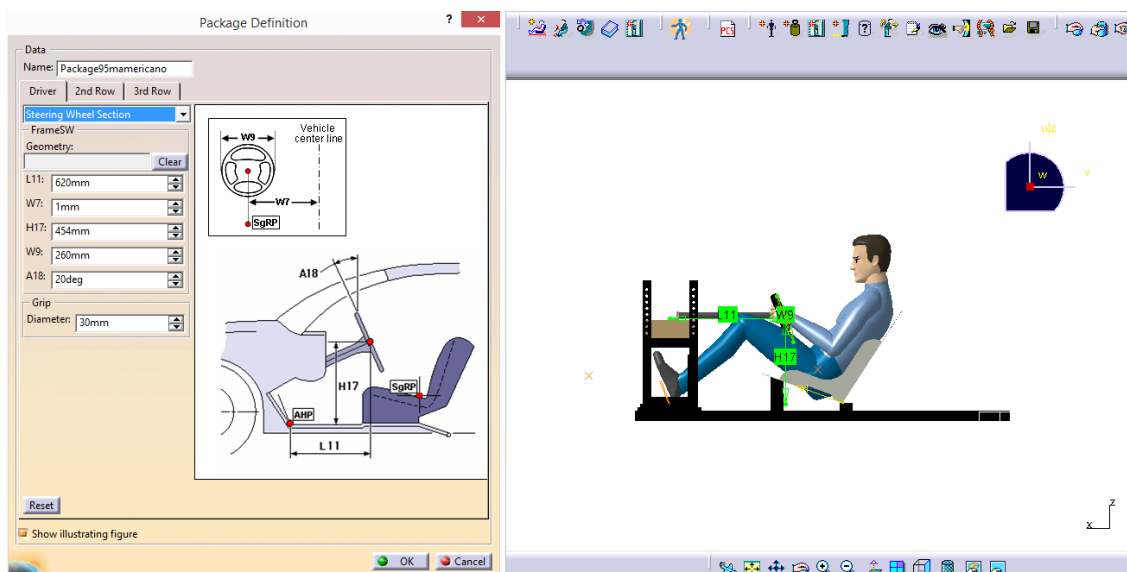 Package Definition
?
×
Data
Name: Package95mamericano
Driver 2nd Row 3rd Row
Steering Wheel Section
FrameSW
Geometry:
Clear
L11: 620mm
W7: 1mm
H17: 454mm
W9: 260mm
A18: 20deg
Grip
Diameter: 30mm
Reset
Show illustrating figure
OK Cancel
W9
Vehicle
center line
W7
SgRP
A18
H17
SgRP
AHP
L11
PCS
?
u|z
w v
L11 W9
H17
z
x